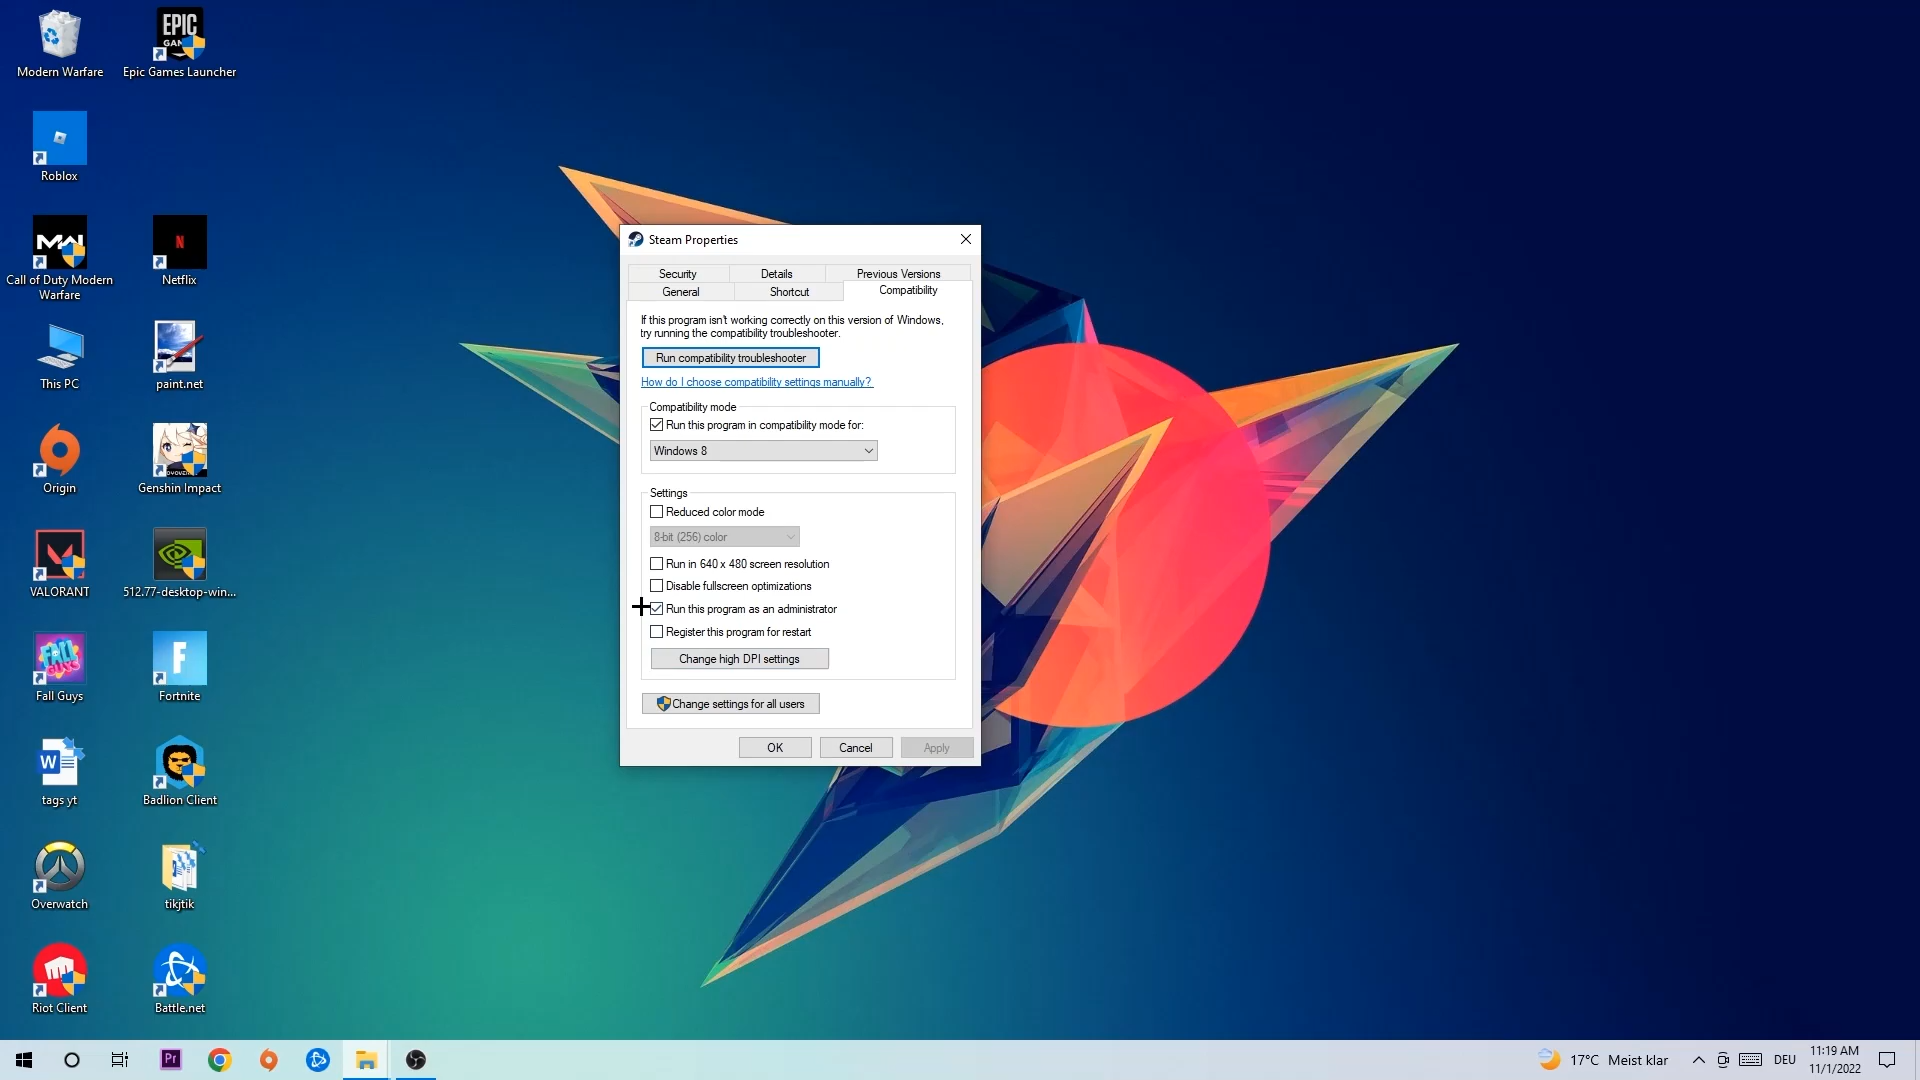 Modern Warfare
EPIC
GAM
Epic Games Launcher
Roblox
MW
Call of Duty Modern
Warfare
N
Netflix
This PC
paint.net
Origin
Genshin Impact
VALORANT
512.77-desktop-win...
FALL
GUYS
Fall Guys
F
Fortnite
W
tags yt
Badlion Client
Overwatch
tikjtik
Riot Client
Battle.net
Steam Properties
Security
Details
Previous Versions
General
Shortcut
Compatibility
If this program isn't working correctly on this version of Windows,
try running the compatibility troubleshooter.
Run compatibility troubleshooter
How do I choose compatibility settings manually?
Compatibility mode
Run this program in compatibility mode for:
Windows 8
Settings
Reduced color mode
8-bit (256) color
Run in 640 x 480 screen resolution
Disable fullscreen optimizations
Run this program as an administrator
Register this program for restart
Change high DPI settings
Change settings for all users
OK
Cancel
Apply
Pr
17°C Meist klar
DEU
11:19 AM
11/1/2022